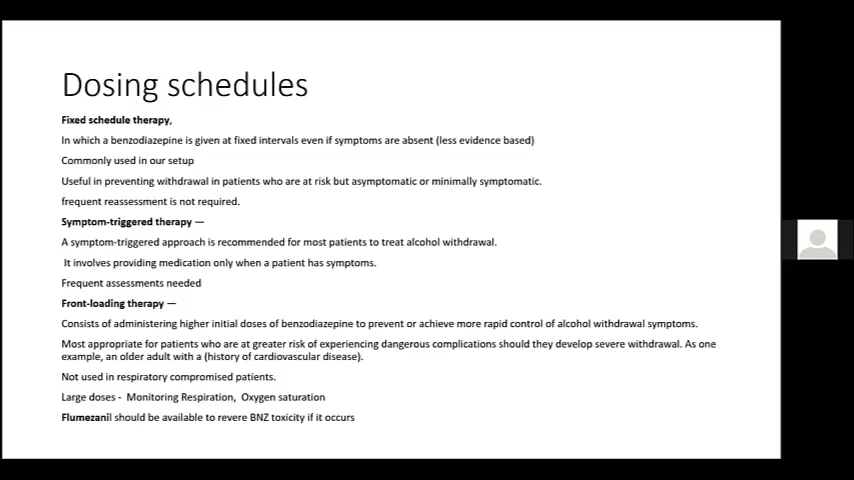 Dosing schedules
Fixed schedule therapy,
In which a benzodiazepine is given at fixed intervals even if symptoms are absent (less evidence based)
Commonly used in our setup
Useful in preventing withdrawal in patients who are at risk but asymptomatic or minimally symptomatic.
frequent reassessment is not required.
Symptom-triggered therapy —
A symptom-triggered approach is recommended for most patients to treat alcohol withdrawal.
It involves providing medication only when a patient has symptoms.
Frequent assessments needed
Front-loading therapy —
Consists of administering higher initial doses of benzodiazepine to prevent or achieve more rapid control of alcohol withdrawal symptoms.
Most appropriate for patients who are at greater risk of experiencing dangerous complications should they develop severe withdrawal. As one
example, an older adult with a (history of cardiovascular disease).
Not used in respiratory compromised patients.
Large doses - Monitoring Respiration, Oxygen saturation
Flumezanil should be available to revere BNZ toxicity if it occurs